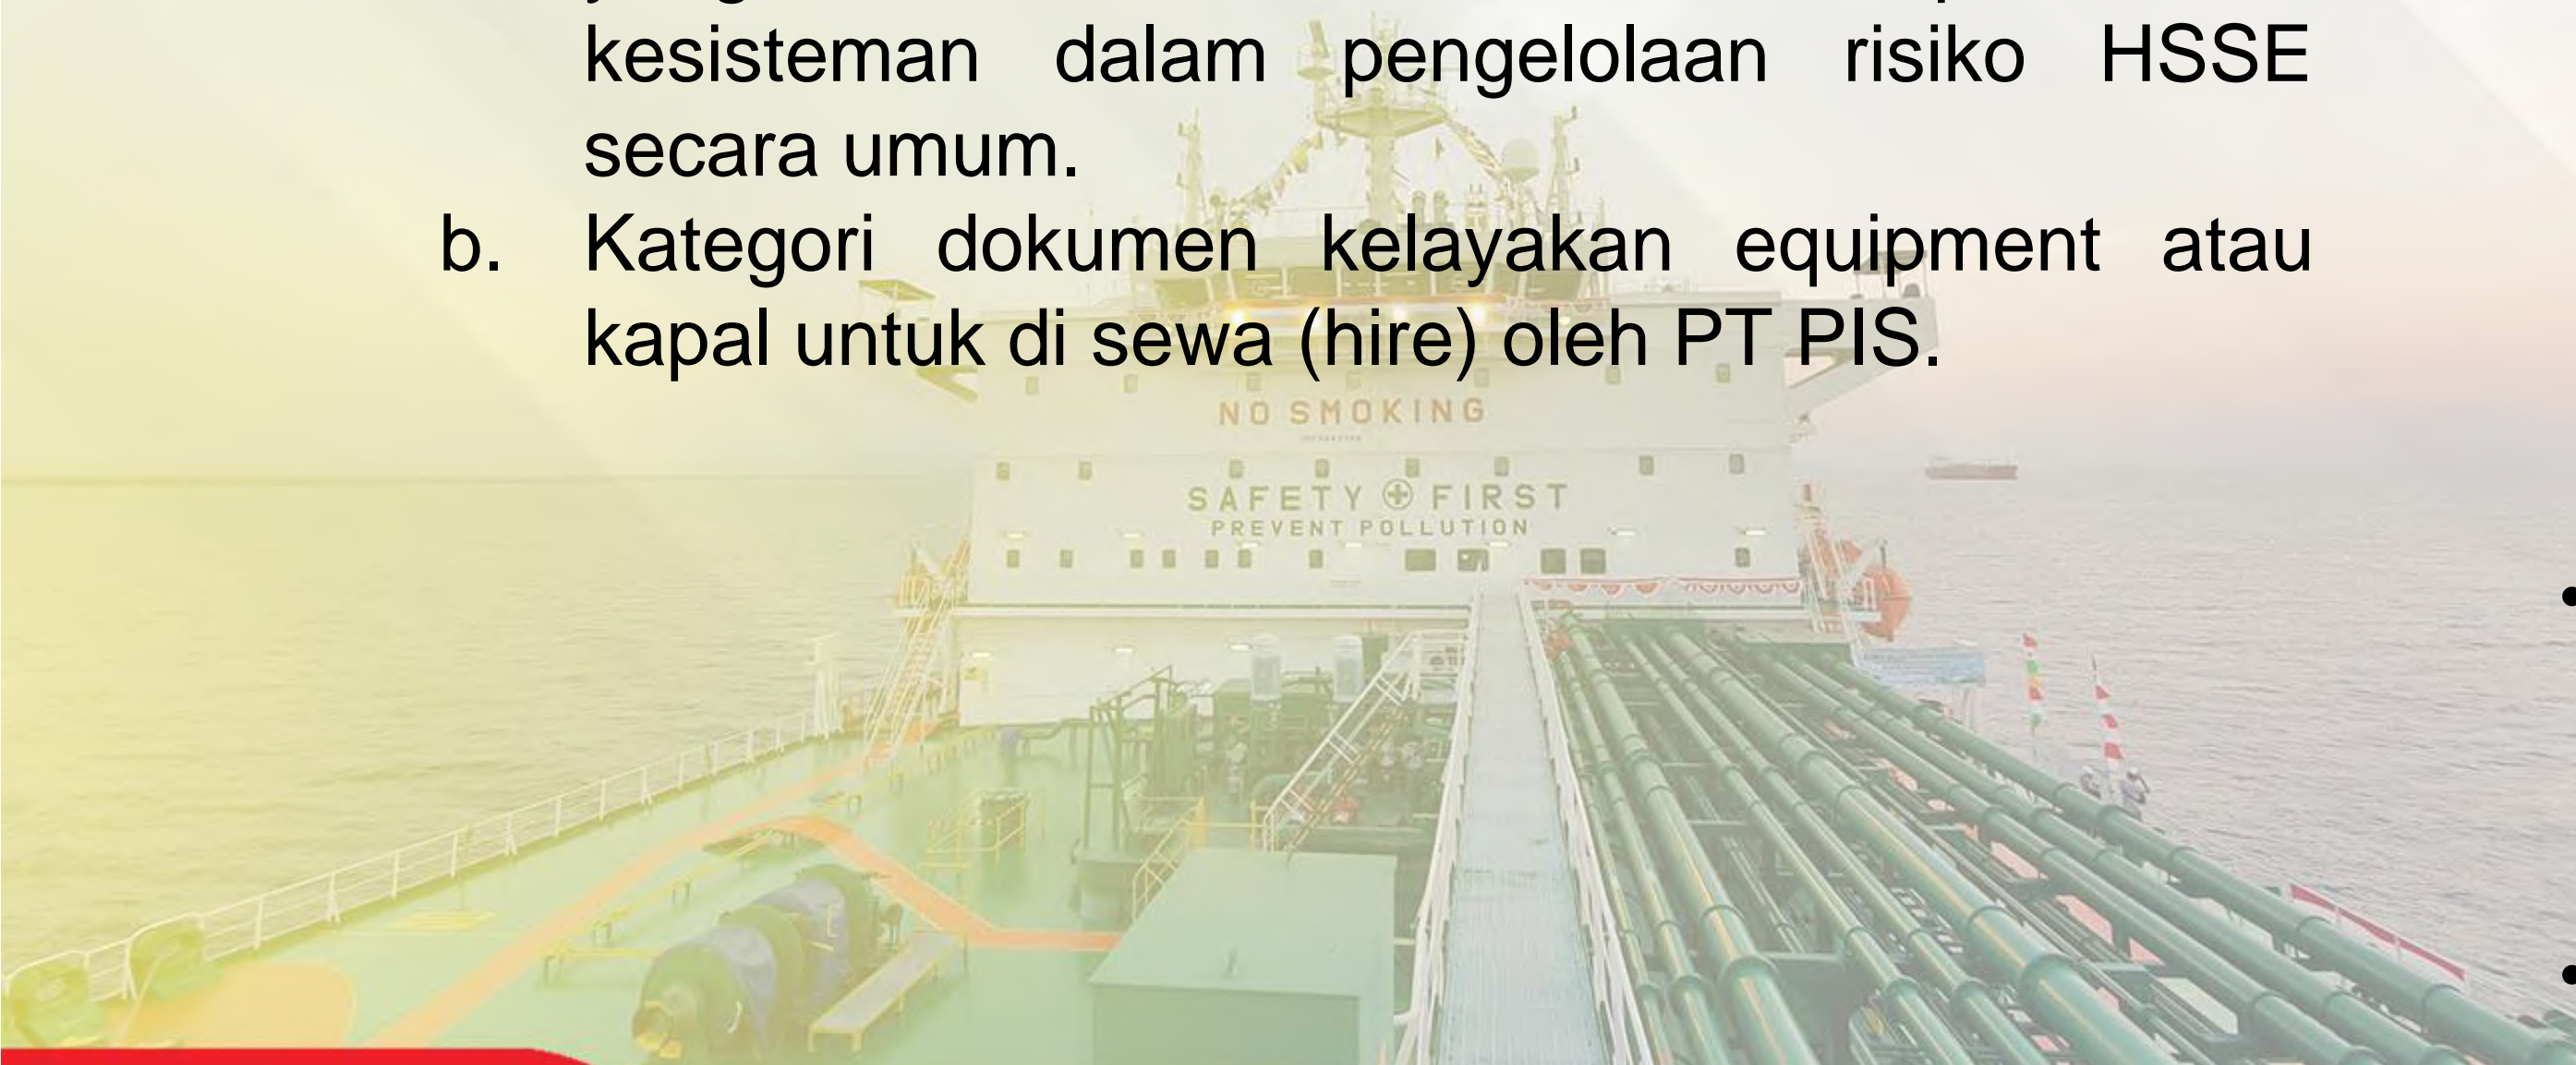 kesisteman dalam pengelolaan risiko HSSE
secara umum.
b. Kategori dokumen kelayakan equipment atau
kapal untuk di sewa (hire) oleh PT PIS.
NO SMOKING
SAFETY FIRST
PREVENT POLLUTION